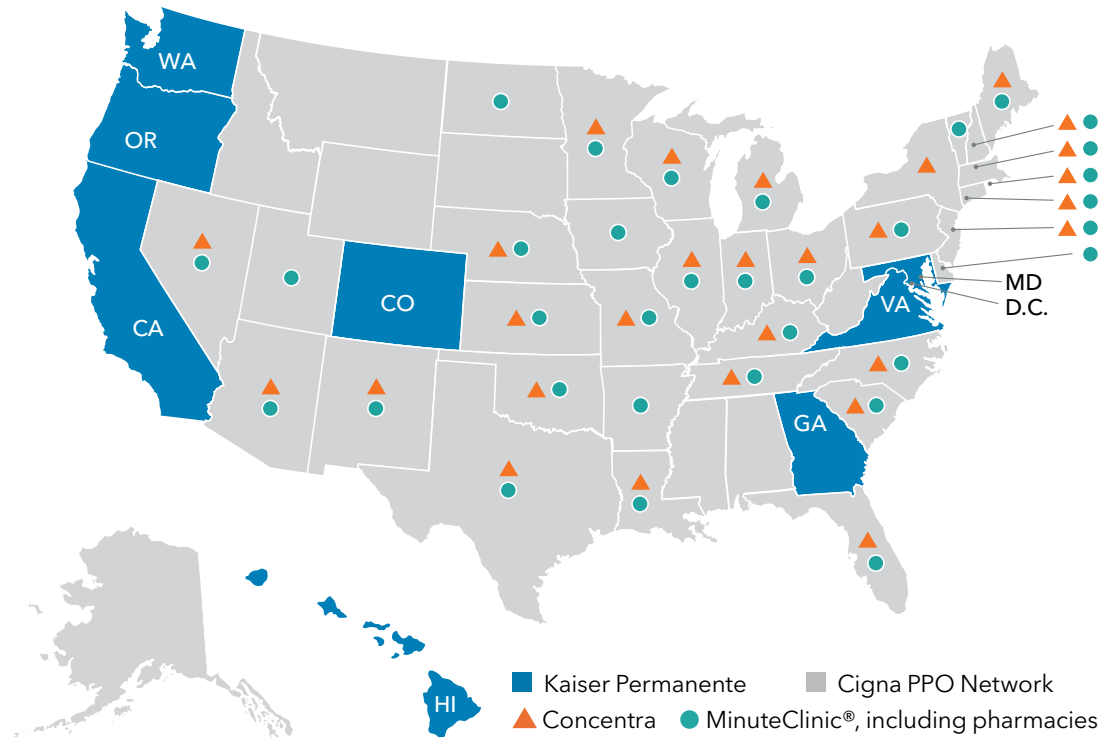 WA
OR
CA
CO
MD
D.C.
VA
GA
HI
Kaiser Permanente
Cigna PPO Network
Concentra
MinuteClinic®, including pharmacies